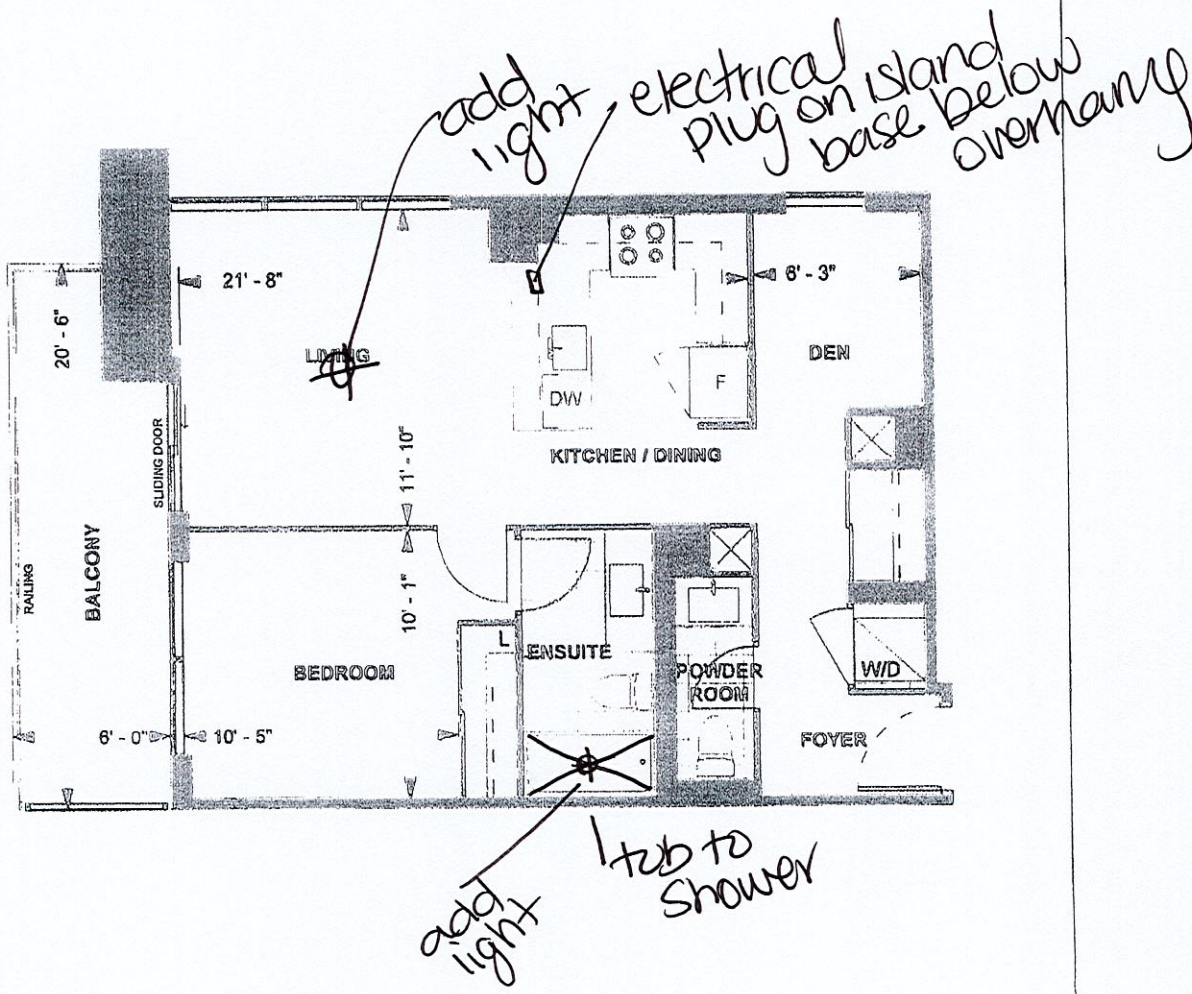 add
light
electrical
plug on island
base below
overhang
21' - 8"
6' - 3"
20' - 6"
LIVING
DEN
F
DW
SLIDING DOOR
11' - 10"
KITCHEN / DINING
RAILING
BALCONY
10' - 1"
L
ENSUITE
BEDROOM
POWDER
ROOM
W/D
6' - 0"
10' - 5"
FOYER
tub to
shower
add
light